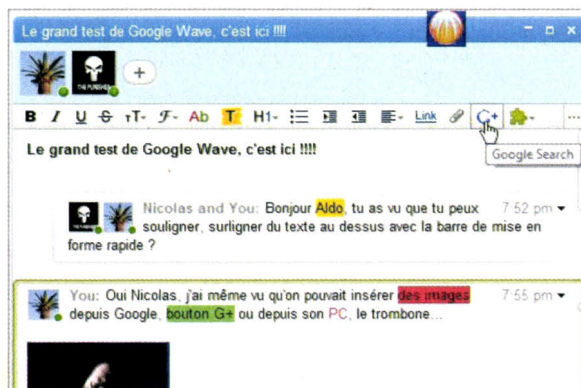 Le grand test de Google Wave, c'est ici !!!!
THE PUNISHER
B I U S тT- F- Ab T H1- Link G+ ...
Le grand test de Google Wave, c'est ici !!!!
Google Search
Nicolas and You: Bonjour Aldo, tu as vu que tu peux 7:52 pm
souligner, surligner du texte au dessus avec la barre de mise en
forme rapide ?
You: Oui Nicolas, j'ai même vu qu'on pouvait insérer des images 7:55 pm
depuis Google, bouton G+ ou depuis son PC, le trombone...